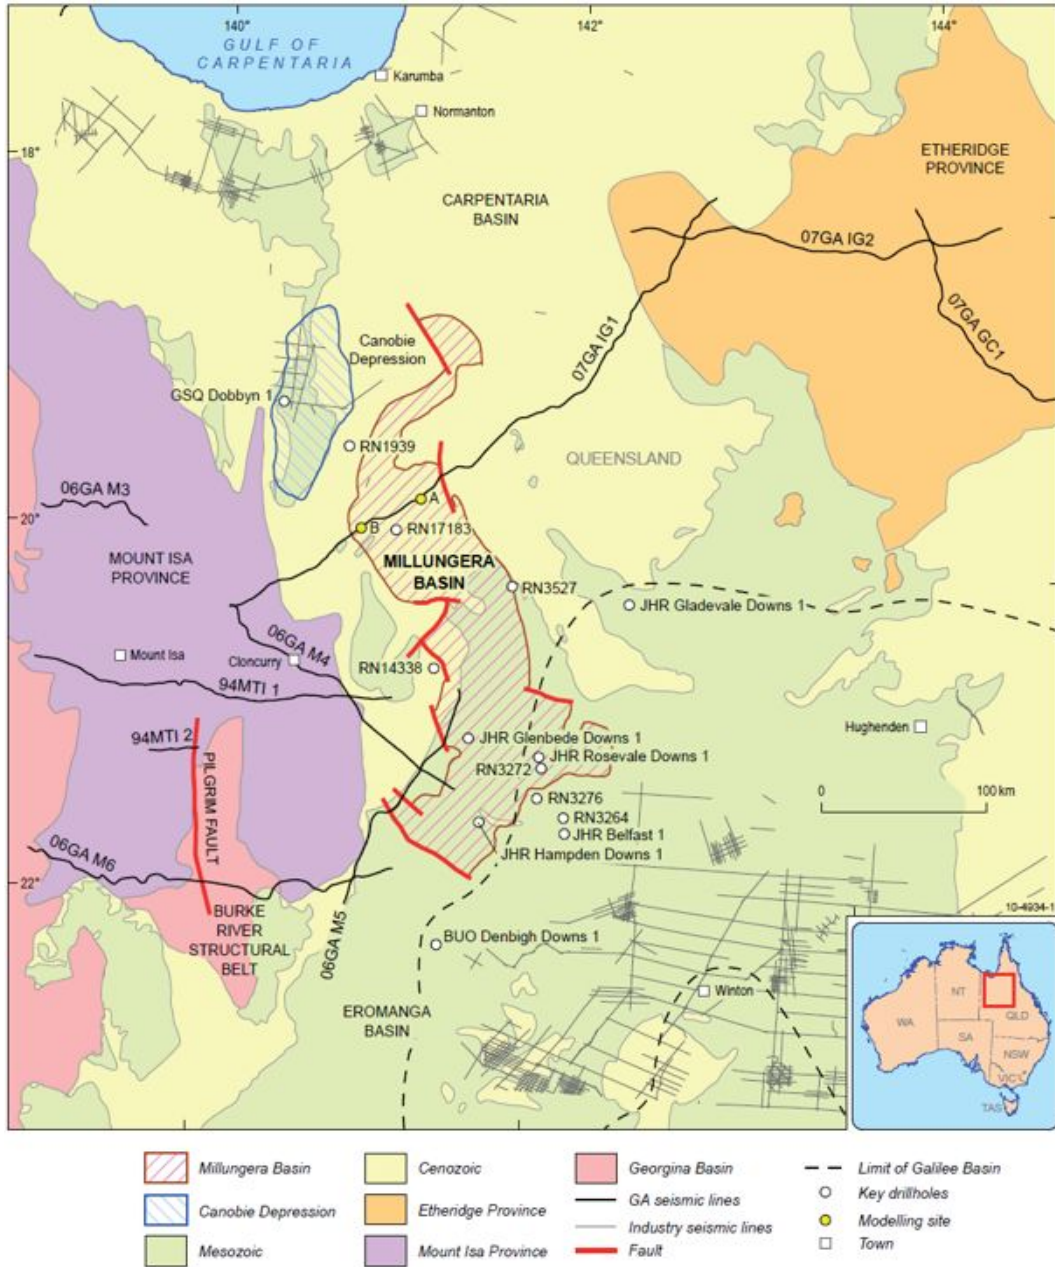 140°
142°
144°
GULF OF
CARPENTARIA
Karumba
Normanton
18°
ETHERIDGE
PROVINCE
CARPENTARIA
BASIN
07GA IG2
07GA GC1
07GA IG1
Canobie
Depression
GSQ Dobbyn 1
RN1939
QUEENSLAND
06GA M3
A
20°
B
RN17183
MOUNT ISA
PROVINCE
MILLUNGERA
BASIN
RN3527
JHR Gladevale Downs 1
06GA M4
Mount Isa
Cloncurry
RN14338
94MTI 1
94MTI 2
PILGRIM FAULT
JHR Glenbede Downs 1
Hughenden
JHR Rosevale Downs 1
RN3272
0
100 km
RN3276
RN3264
JHR Belfast 1
JHR Hampden Downs 1
06GA M6
22°
BURKE
RIVER
STRUCTURAL
BELT
06GA M5
10-4934-1
BUO Denbigh Downs 1
Winton
EROMANGA
BASIN
NT
QLD
WA
SA
NSW
VIC
TAS
Millungera Basin
Cenozoic
Georgina Basin
Limit of Galilee Basin
Canobie Depression
Etheridge Province
GA seismic lines
Key drillholes
Industry seismic lines
Modelling site
Mesozoic
Mount Isa Province
Fault
Town